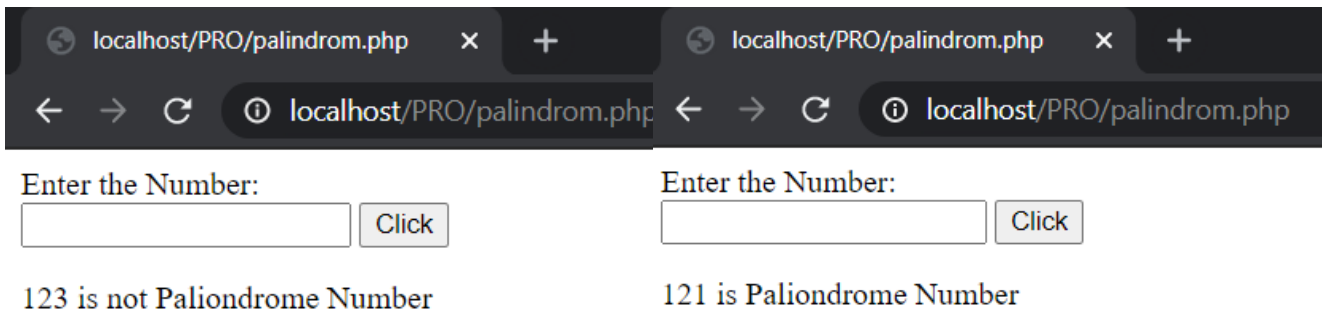 localhost/PRO/palindrom.php
localhost/PRO/palindrom.php
Enter the Number:
Click
123 is not Paliondrome Number
localhost/PRO/palindrom.php
localhost/PRO/palindrom.php
Enter the Number:
Click
121 is Paliondrome Number